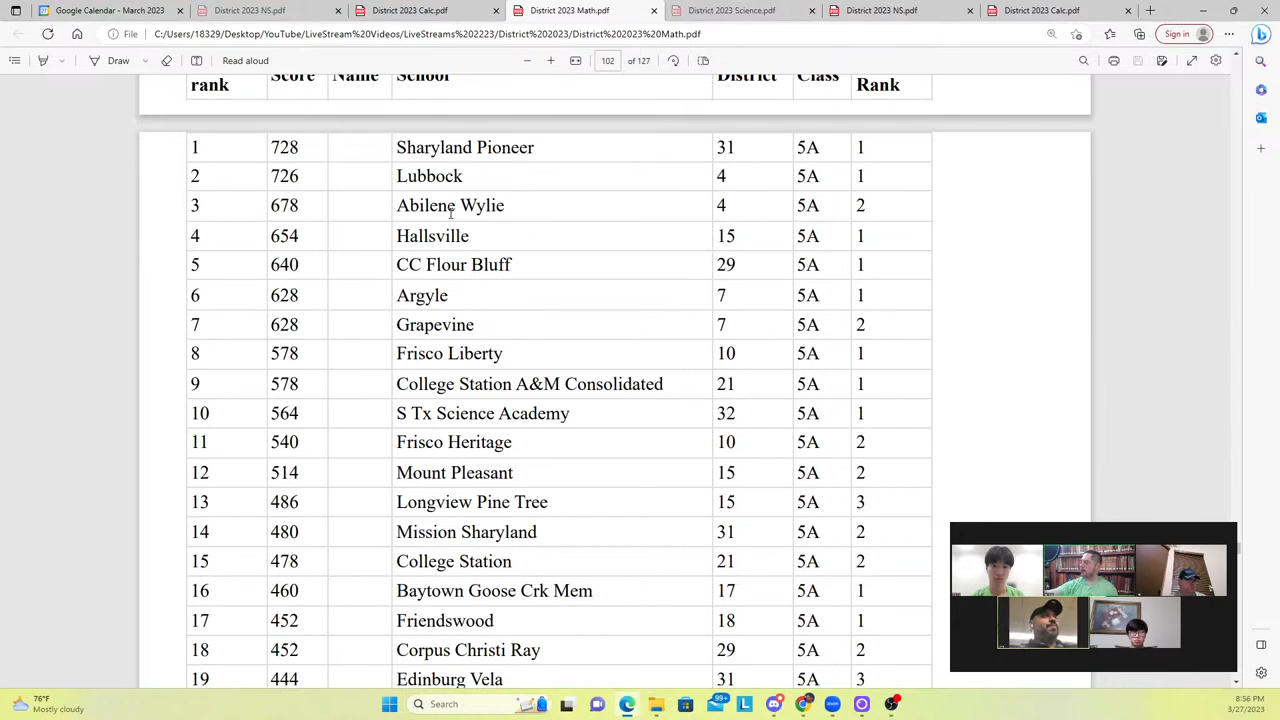 Google Calendar - March 2023
District 2023 NS.pdf
District 2023 Calc.pdf
District 2023 Math.pdf
District 2023 Science.pdf
District 2023 NS.pdf
District 2023 Calc.pdf
File
C:/Users/18329/Desktop/YouTube/LiveStream%20Videos/LiveStreams%20223/District%202023/District%202023%20Math.pdf
Sign in
Draw
Read aloud
102 of 127
rank Score Name School District Class Rank
1 728 Sharyland Pioneer 31 5A 1
2 726 Lubbock 4 5A 1
3 678 Abilene Wylie 4 5A 2
4 654 Hallsville 15 5A 1
5 640 CC Flour Bluff 29 5A 1
6 628 Argyle 7 5A 1
7 628 Grapevine 7 5A 2
8 578 Frisco Liberty 10 5A 1
9 578 College Station A&M Consolidated 21 5A 1
10 564 S Tx Science Academy 32 5A 1
11 540 Frisco Heritage 10 5A 2
12 514 Mount Pleasant 15 5A 2
13 486 Longview Pine Tree 15 5A 3
14 480 Mission Sharyland 31 5A 2
15 478 College Station 21 5A 2
16 460 Baytown Goose Crk Mem 17 5A 1
17 452 Friendswood 18 5A 1
18 452 Corpus Christi Ray 29 5A 2
19 444 Edinburg Vela 31 5A 3
76°F
Mostly cloudy
Search
99+
8:56 PM
3/27/2023